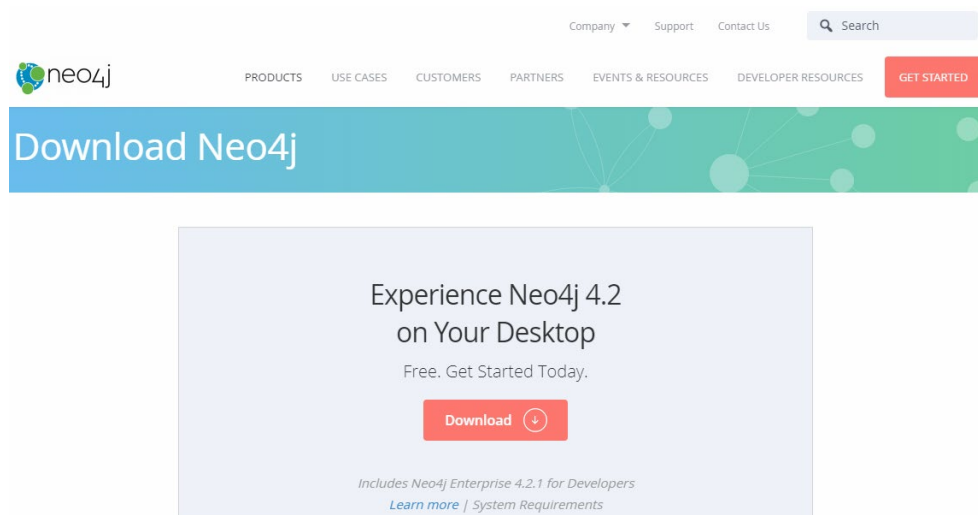 Company Support Contact Us Search
neo4j
PRODUCTS USE CASES CUSTOMERS PARTNERS EVENTS & RESOURCES DEVELOPER RESOURCES GET STARTED
Download Neo4j
Experience Neo4j 4.2
on Your Desktop
Free. Get Started Today.
Download
Includes Neo4j Enterprise 4.2.1 for Developers
Learn more | System Requirements